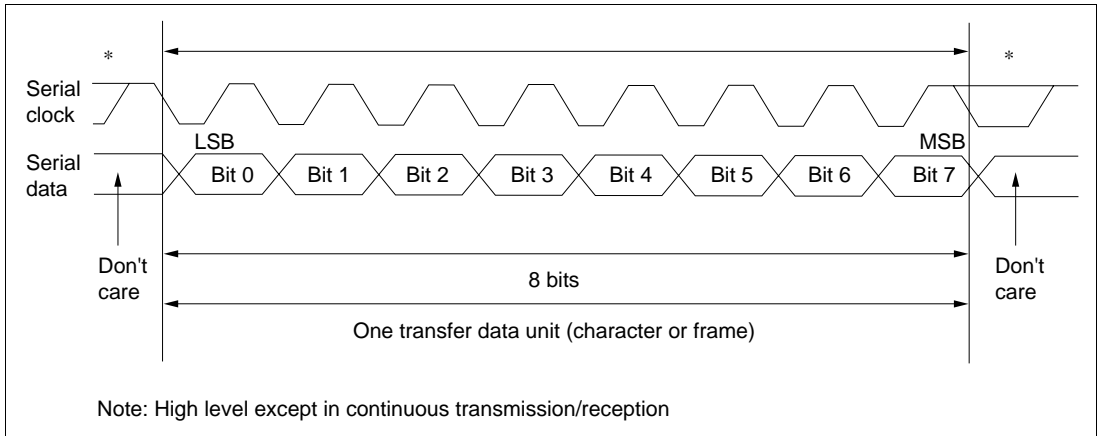 * *
Serial
clock
LSB MSB
Serial
data
Bit 0 Bit 1 Bit 2 Bit 3 Bit 4 Bit 5 Bit 6 Bit 7
Don't
care
8 bits
Don't
care
One transfer data unit (character or frame)
Note: High level except in continuous transmission/reception